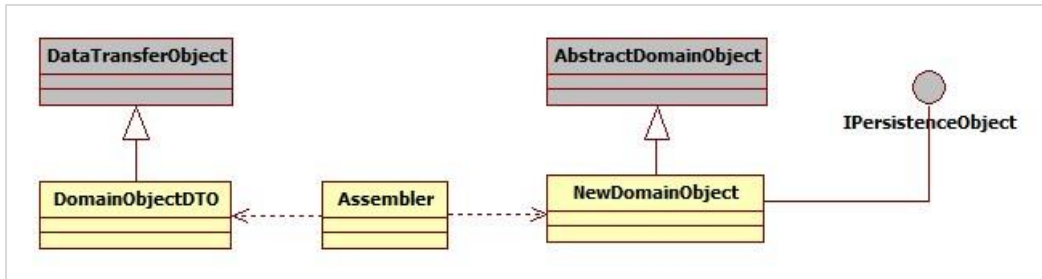 DataTransferObject
AbstractDomainObject
IPersistenceObject
DomainObjectDTO
Assembler
NewDomainObject